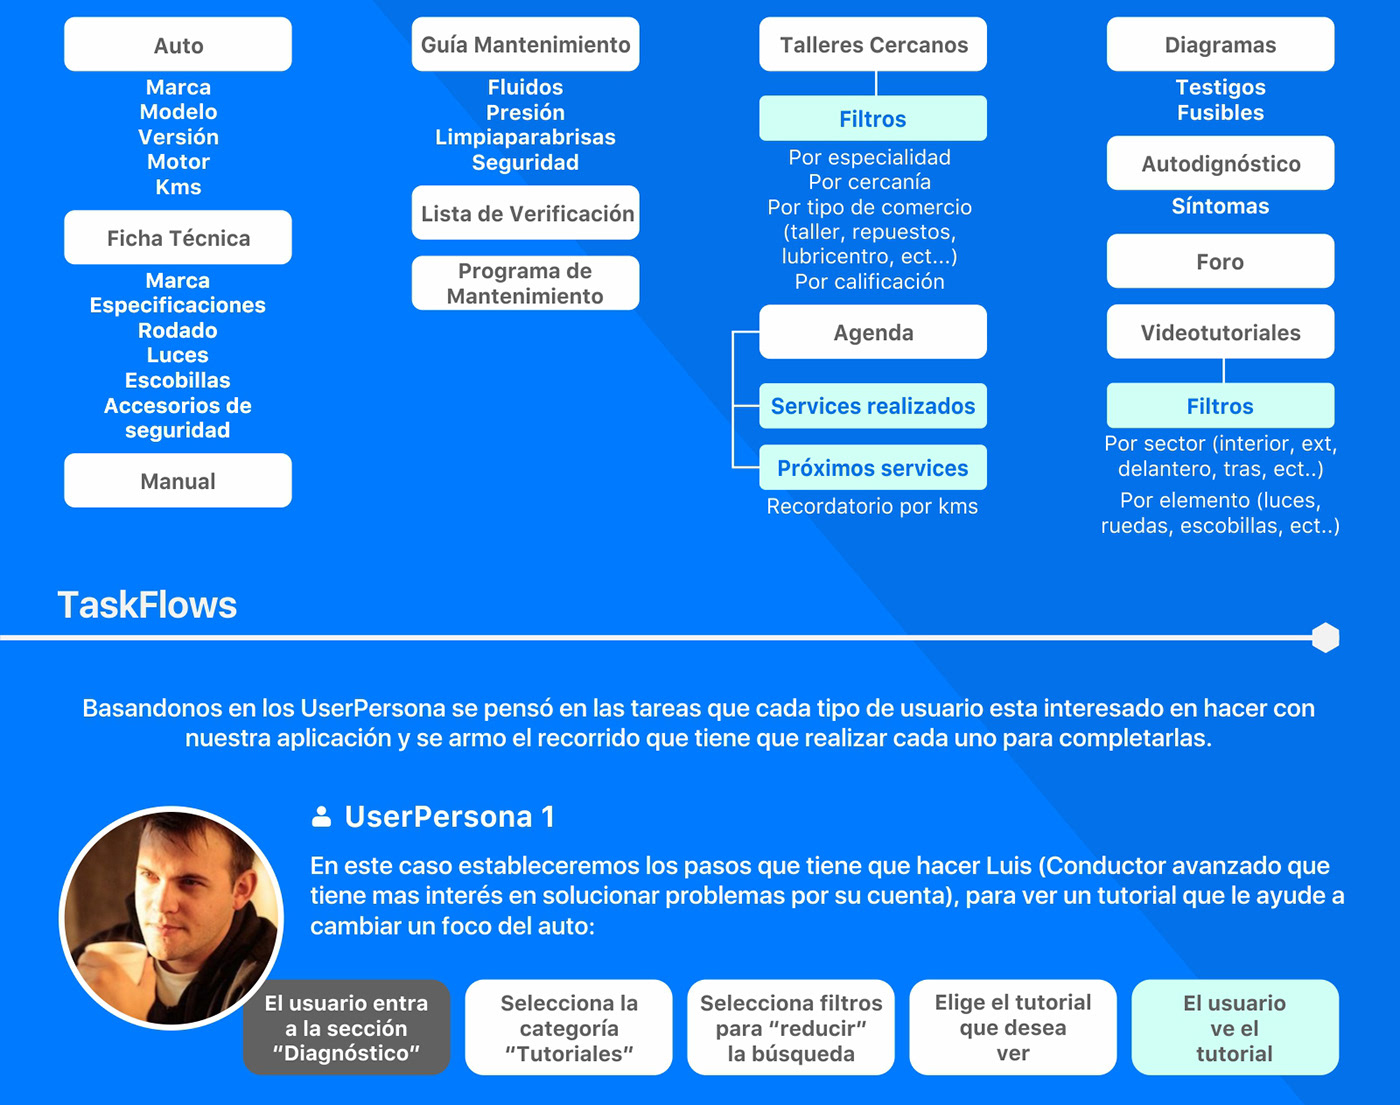 Auto
Marca
Modelo
Versión
Motor
Kms
Ficha Técnica
Marca
Especificaciones
Rodado
Luces
Escobillas
Accesorios de
seguridad
Manual
Guía Mantenimiento
Fluidos
Presión
Limpiaparabrisas
Seguridad
Lista de Verificación
Programa de
Mantenimiento
Talleres Cercanos
Filtros
Por especialidad
Por cercanía
Por tipo de comercio
(taller, repuestos,
lubricentro, ect...)
Por calificación
Agenda
Services realizados
Próximos services
Recordatorio por kms
Diagramas
Testigos
Fusibles
Autodignóstico
Síntomas
Foro
Videotutoriales
Filtros
Por sector (interior, ext,
delantero, tras, ect..)
Por elemento (luces,
ruedas, escobillas, ect..)
TaskFlows
Basandonos en los UserPersona se pensó en las tareas que cada tipo de usuario esta interesado en hacer con
nuestra aplicación y se armo el recorrido que tiene que realizar cada uno para completarlas.
UserPersona 1
En este caso estableceremos los pasos que tiene que hacer Luis (Conductor avanzado que
tiene mas interés en solucionar problemas por su cuenta), para ver un tutorial que le ayude a
cambiar un foco del auto:
El usuario entra
a la sección
"Diagnóstico"
Selecciona la
categoría
"Tutoriales"
Selecciona filtros
para "reducir"
la búsqueda
Elige el tutorial
que desea
ver
El usuario
ve el
tutorial